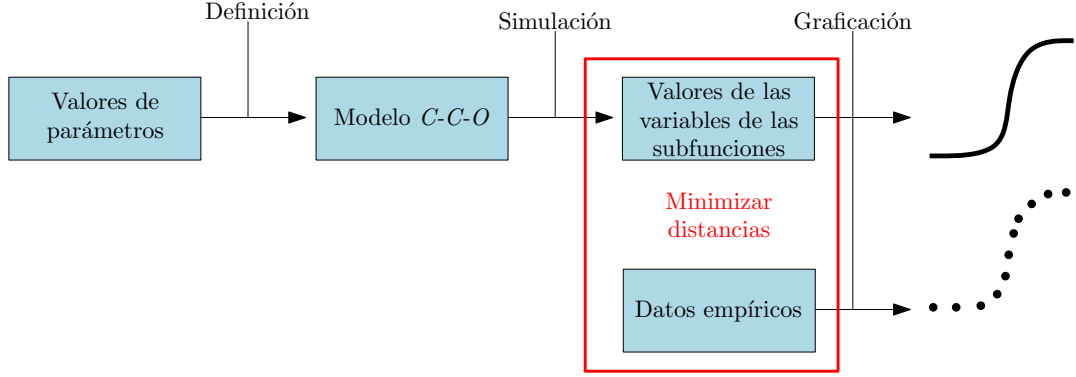 Definición
Simulación
Graficación
Valores de
parámetros
Modelo C-C-O
Valores de las
variables de las
subfunciones
Minimizar
distancias
Datos empíricos